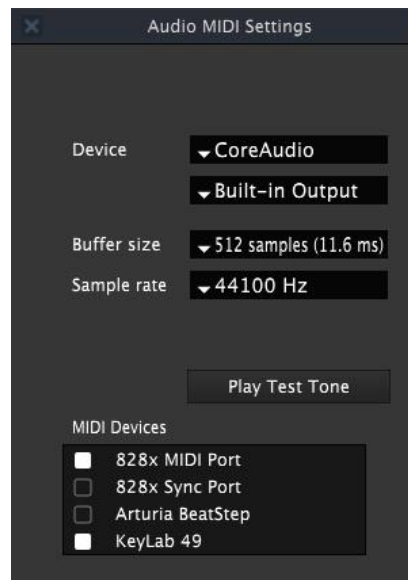 Audio MIDI Settings
Device
CoreAudio
Built-in Output
Buffer size
512 samples (11.6 ms)
Sample rate
44100 Hz
Play Test Tone
MIDI Devices
828x MIDI Port
828x Sync Port
Arturia BeatStep
KeyLab 49